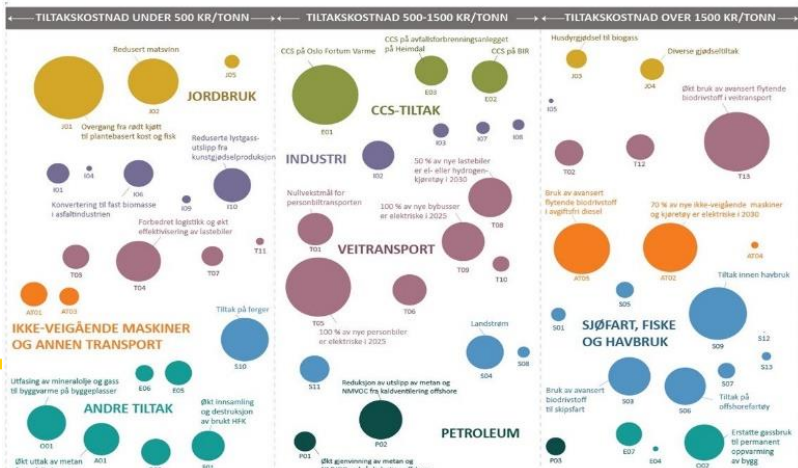 TILTAKSKOSTNAD UNDER 500 KR/TONN
TILTAKSKOSTNAD 500-1500 KR/TONN
TILTAKSKOSTNAD OVER 1500 KR/TONN
Redusert matsvinn
J05
J02
JORDBRUK
J01
Overgang fra rødt kjøtt
til plantebasert kost og fisk
Reduserte lystgass-
utslipp fra
kunstgjødselproduksjon
I01
I04
I06
I09
I10
Konvertering til fast biomasse
i asfaltindustrien
Forbedret logistikk og økt
effektivisering av lastebiler
T03
T04
T07
T11
AT01
AT03
Tiltak på ferger
IKKE-VEIGÅENDE MASKINER
OG ANNEN TRANSPORT
S10
E06
E05
Utfasing av mineralolje og gass
til byggvarme på byggeplasser
Økt innsamling
og destruksjon
av brukt HFK
ANDRE TILTAK
O01
A01
Økt uttak av metan
CCS på Oslo Fortum Varme
CCS på avfallsforbrenningsanlegget
på Heimdal
CCS på BIR
E03
E02
E01
CCS-TILTAK
I03
I07
I08
INDUSTRI
I02
50 % av nye lastebiler
er el- eller hydrogen-
kjøretøy i 2030
Nullvekstmål for
personbiltransporten
100 % av nye bybusser
er elektriske i 2025
T08
T01
VEITRANSPORT
T09
T10
T05
T06
100 % av nye personbiler
er elektriske i 2025
Landstrøm
S11
S04
S08
Reduksjon av utslipp av metan og
NMVOC fra kaldventilering offshore
P02
PETROLEUM
P01
Økt gjenvinning av metan og
Husdyrgjødsel til biogass
Diverse gjødseltiltak
J03
J04
I05
Økt bruk av avansert flytende
biodrivstoff i veitransport
T02
T12
T13
Bruk av avansert
flytende biodrivstoff
i avgiftsfri diesel
70 % av nye ikke-veigående maskiner
og kjøretøy er elektriske i 2030
AT05
AT02
AT04
Tiltak innen havbruk
S05
S01
SJØFART, FISKE
OG HAVBRUK
S09
S12
S13
S07
Bruk av avansert
biodrivstoff
til skipsfart
S03
S06
Tiltak på
offshorefartøy
P03
E07
E04
O02
Erstatte gassbruk
til permanent
oppvarming
av bygg